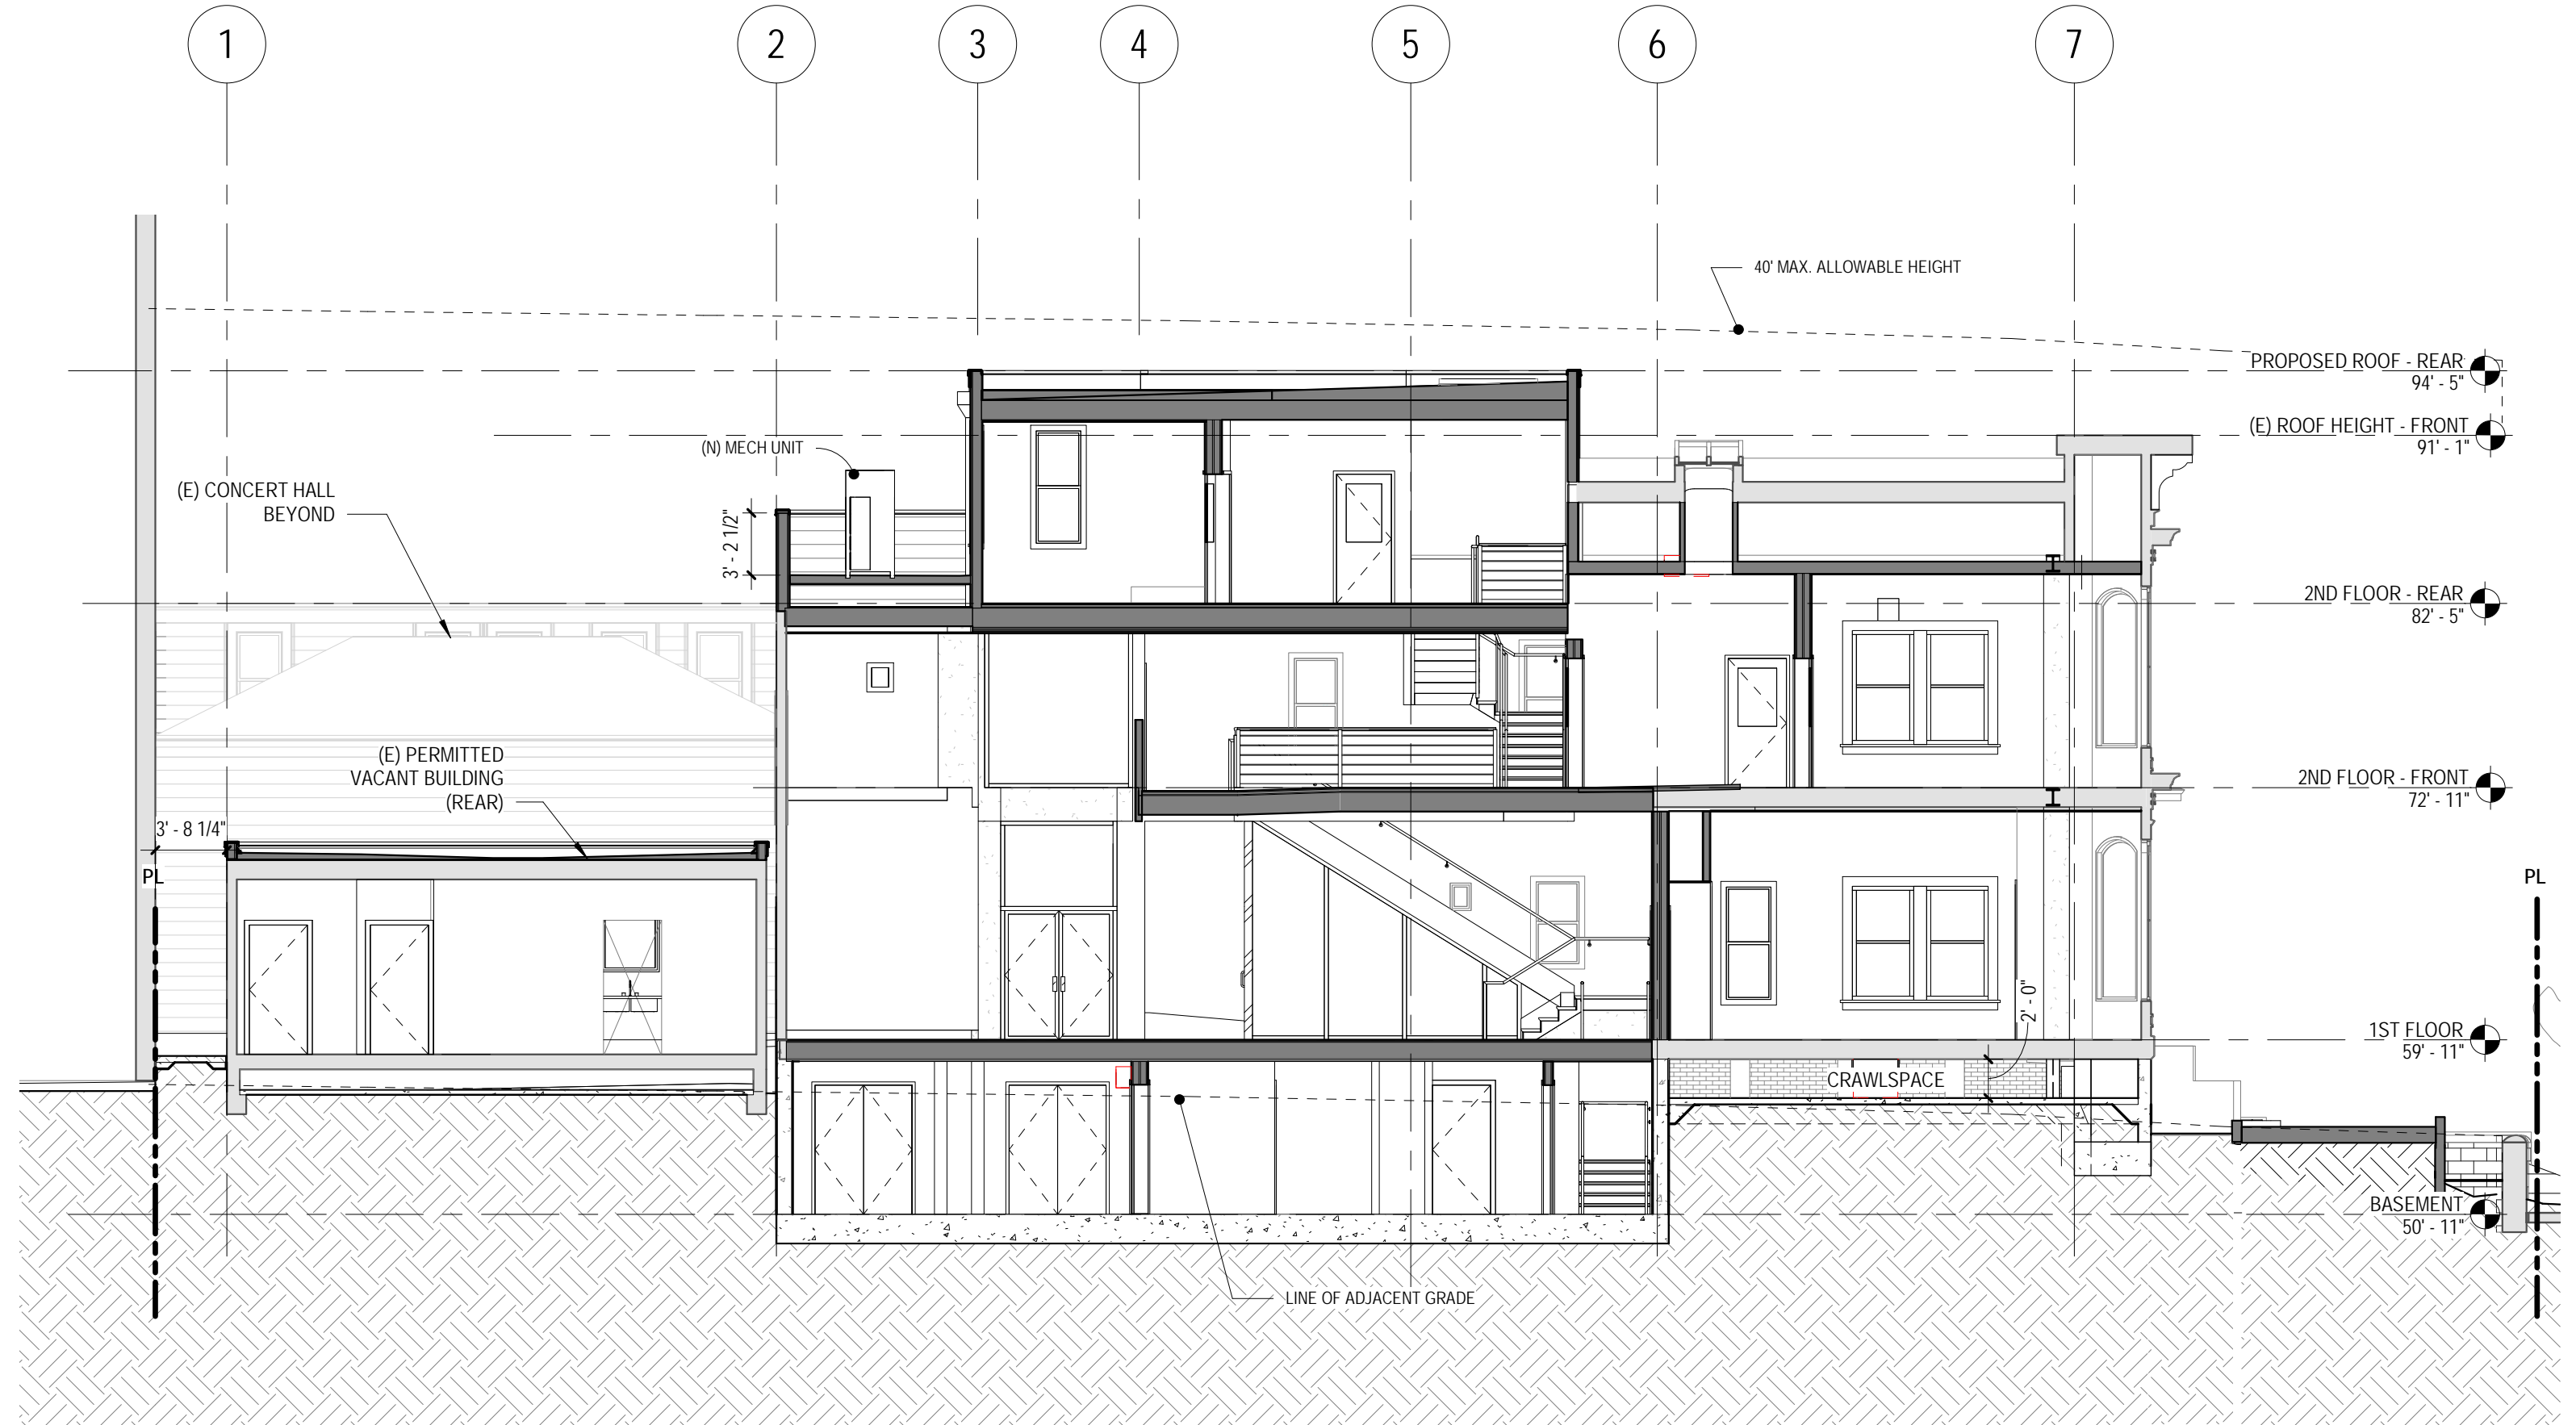 1
2
3
4
5
6
7
40' MAX. ALLOWABLE HEIGHT
PROPOSED ROOF - REAR
94' - 5"
(E) ROOF HEIGHT - FRONT
91' - 1"
(N) MECH UNIT
(E) CONCERT HALL
BEYOND
3' - 2 1/2"
2ND FLOOR - REAR
82' - 5"
(E) PERMITTED
VACANT BUILDING
(REAR)
2ND FLOOR - FRONT
72' - 11"
3' - 8 1/4"
PL
PL
2' - 0"
1ST FLOOR
59' - 11"
CRAWLSPACE
BASEMENT
50' - 11"
LINE OF ADJACENT GRADE